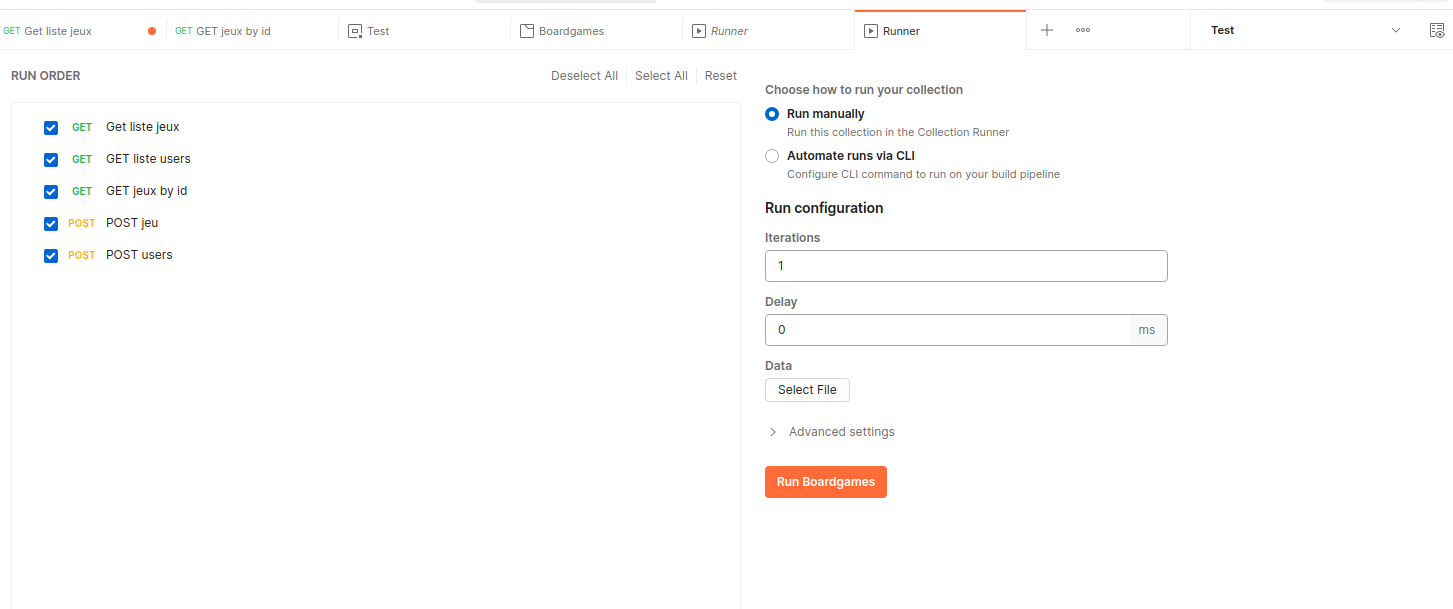 GET Get liste jeux
GET GET jeux by id
Test
Boardgames
Runner
Runner
Test
RUN ORDER
Deselect All
Select All
Reset
GET Get liste jeux
GET GET liste users
GET GET jeux by id
POST POST jeu
POST POST users
Choose how to run your collection
Run manually
Run this collection in the Collection Runner
Automate runs via CLI
Configure CLI command to run on your build pipeline
Run configuration
Iterations
1
Delay
0 ms
Data
Select File
Advanced settings
Run Boardgames